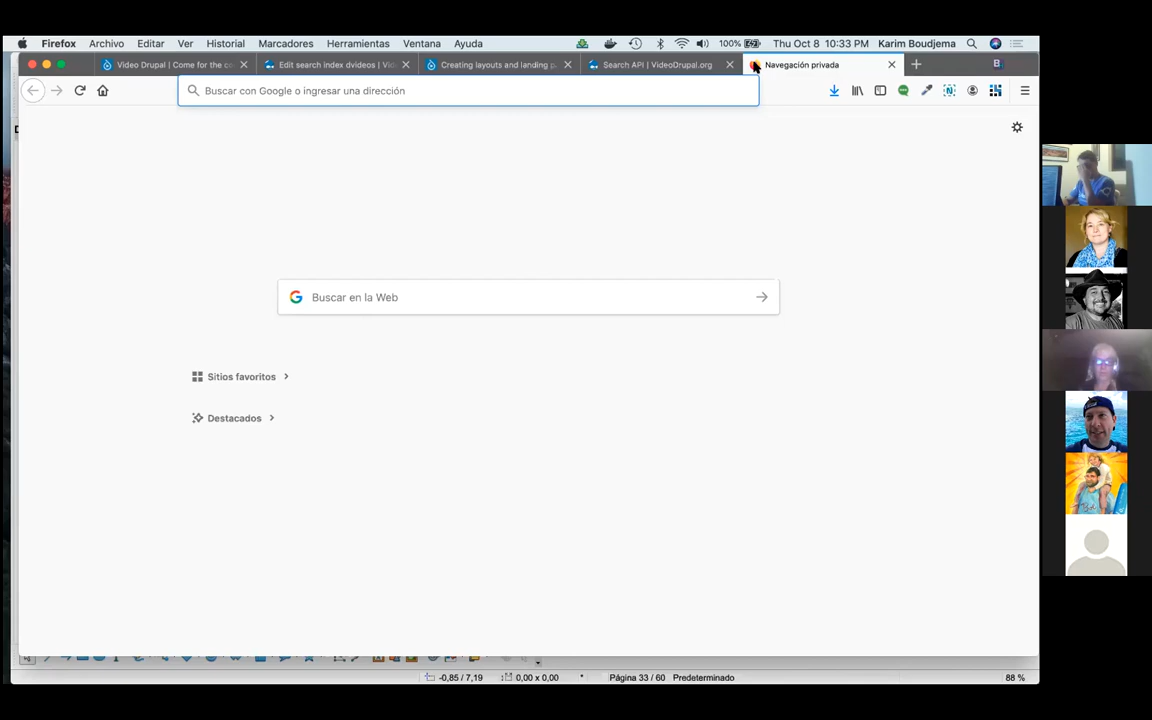 Firefox Archivo Editar Ver Historial Marcadores Herramientas Ventana Ayuda 100% Thu Oct 8 10:33 PM Karim Boudjema
Video Drupal | Come for the co Edit search index dvideos | Vi Creating layouts and landing p Search API | VideoDrupal.org Navegación privada
Buscar con Google o ingresar una dirección
Buscar en la Web
Sitios favoritos
Destacados
-0,85 / 7,19 0,00 x 0,00 * Página 33 / 60 Predeterminado 88 %